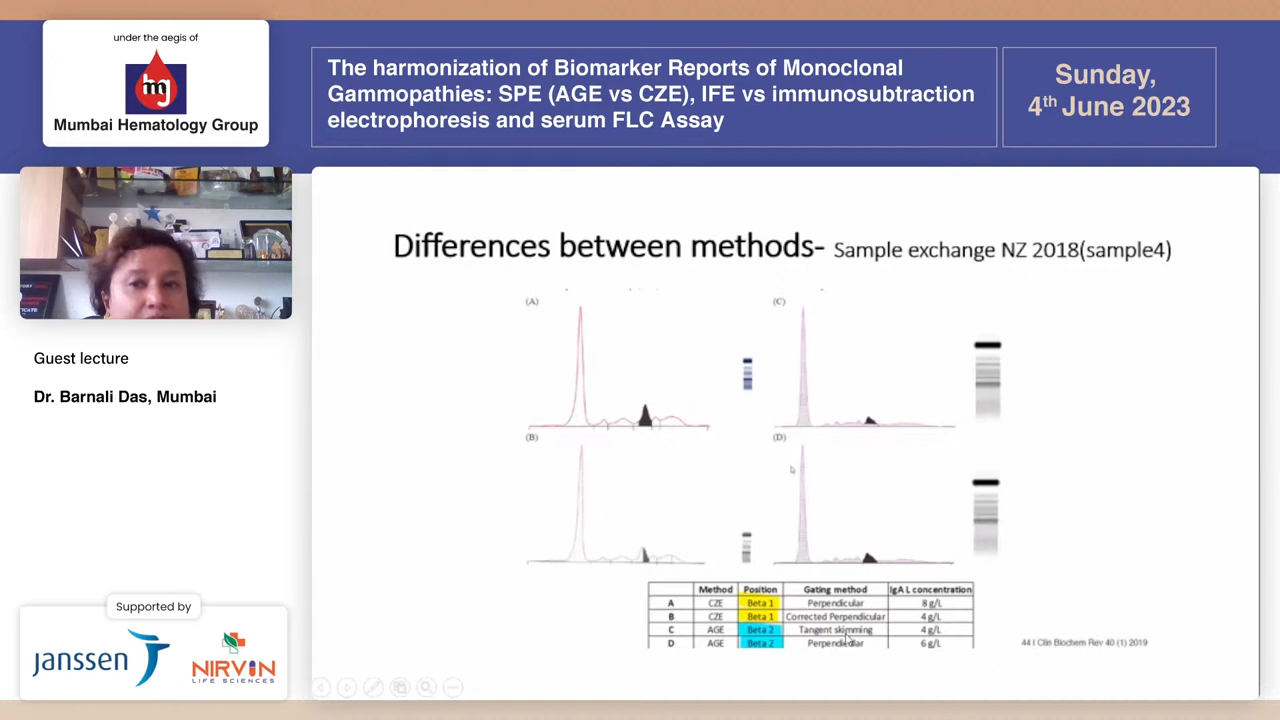 under the aegis of
Mumbai Hematology Group
The harmonization of Biomarker Reports of Monoclonal
Gammopathies: SPE (AGE vs CZE), IFE vs immunosubtraction
electrophoresis and serum FLC Assay
Sunday,
4th June 2023
Guest lecture
Dr. Barnali Das, Mumbai
Supported by
janssen
NIRVIN
LIFE SCIENCES
Differences between methods- Sample exchange NZ 2018(sample4)
(A)
(C)
(B)
(D)
Method Position Gating method IgA L concentration
A CZE Beta 1 Perpendicular 8 g/L
B CZE Beta 1 Corrected Perpendicular 4 g/L
C AGE Beta 2 Tangent skimming 4 g/L
D AGE Beta 2 Perpendicular 6 g/L
44 I Clin Biochem Rev 40 (1) 2019